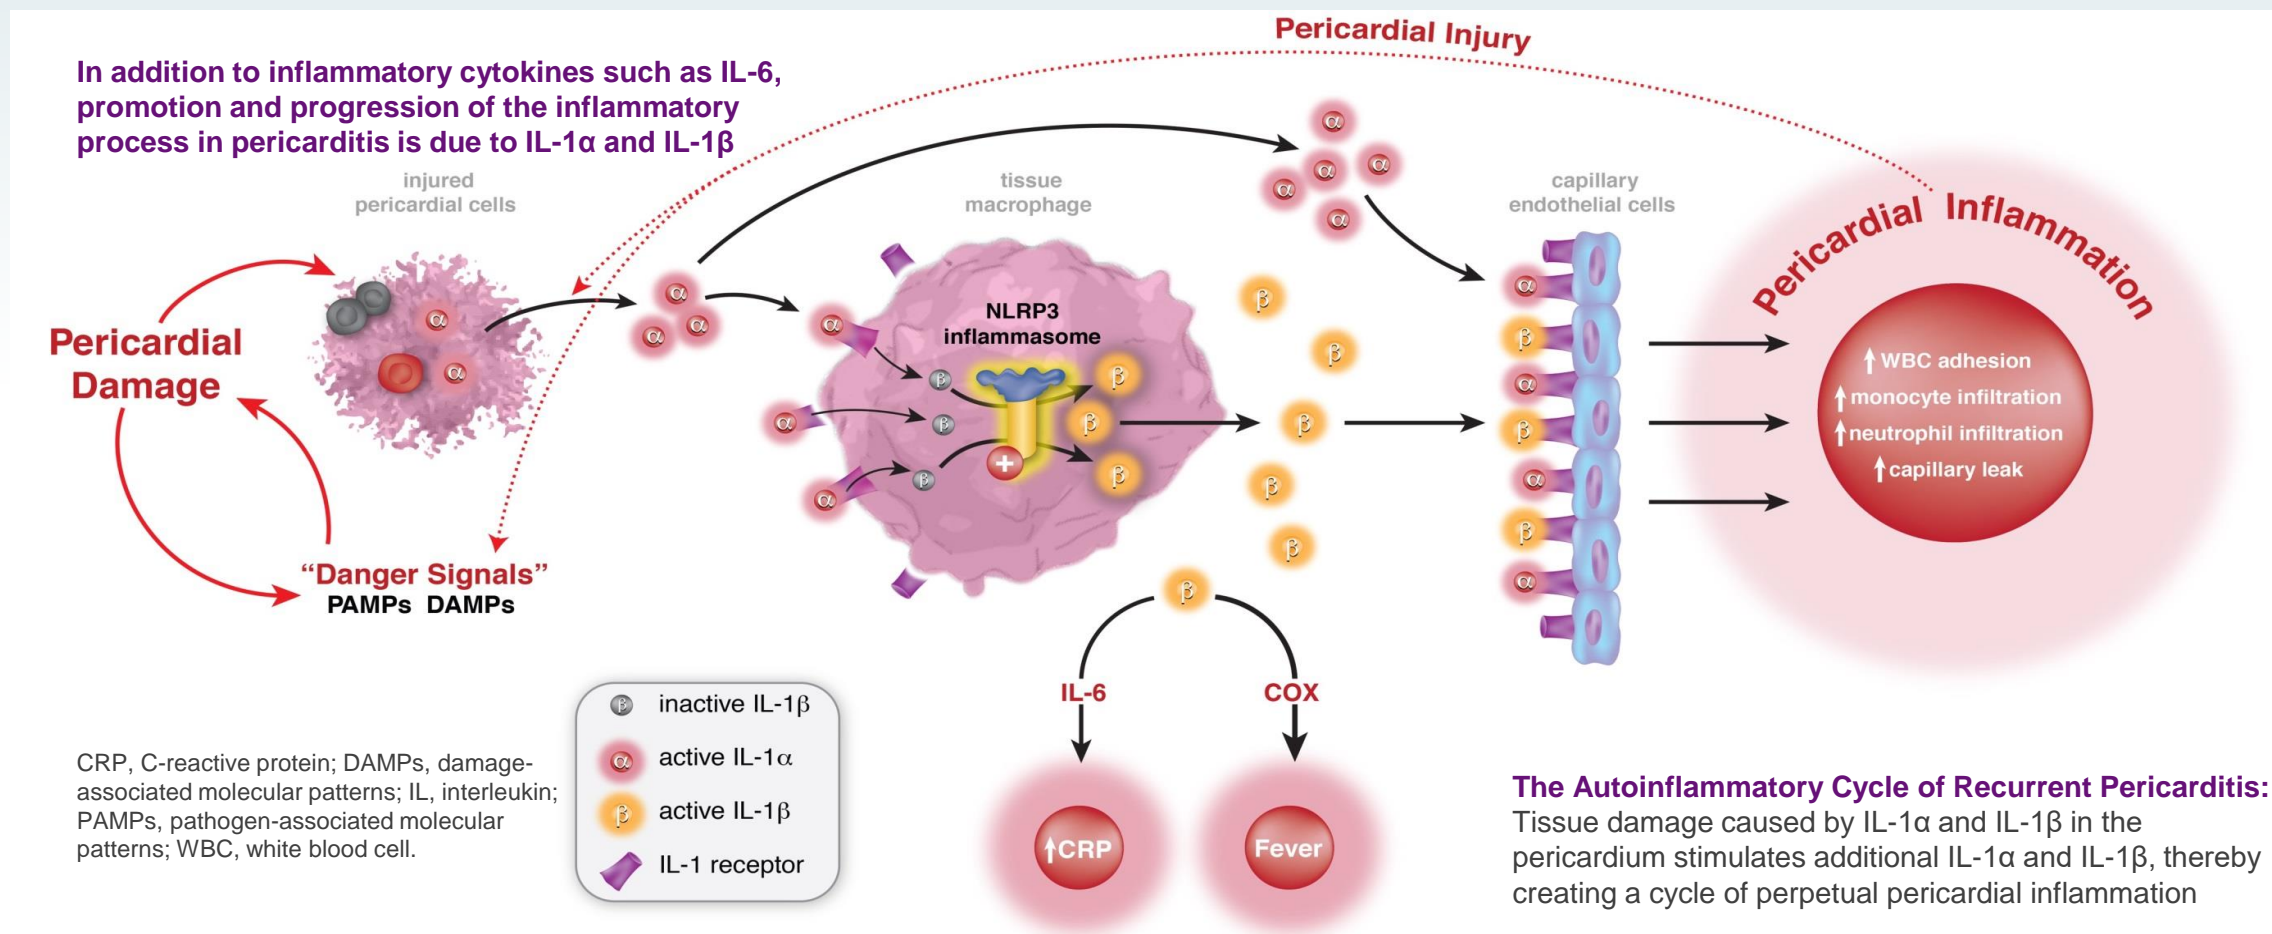 Pericardial Injury
In addition to inflammatory cytokines such as IL-6,
promotion and progression of the inflammatory
process in pericarditis is due to IL-1α and IL-1β
injured
pericardial cells
tissue
macrophage
capillary
endothelial cells
Pericardial Inflammation
Pericardial
Damage
"Danger Signals"
PAMPs DAMPs
α
α
α
α
α
α
α
α
α
α
α
α
α
α
NLRP3
inflammasome
β
β
β
+
β
β
β
β
β
β
β
β
β
α
β
α
β
α
β
α
↑WBC adhesion
↑monocyte infiltration
↑neutrophil infiltration
↑capillary leak
IL-6
COX
↑CRP
Fever
β inactive IL-1β
α active IL-1α
β active IL-1β
IL-1 receptor
CRP, C-reactive protein; DAMPs, damage-
associated molecular patterns; IL, interleukin;
PAMPs, pathogen-associated molecular
patterns; WBC, white blood cell.
The Autoinflammatory Cycle of Recurrent Pericarditis:
Tissue damage caused by IL-1α and IL-1β in the
pericardium stimulates additional IL-1α and IL-1β, thereby
creating a cycle of perpetual pericardial inflammation